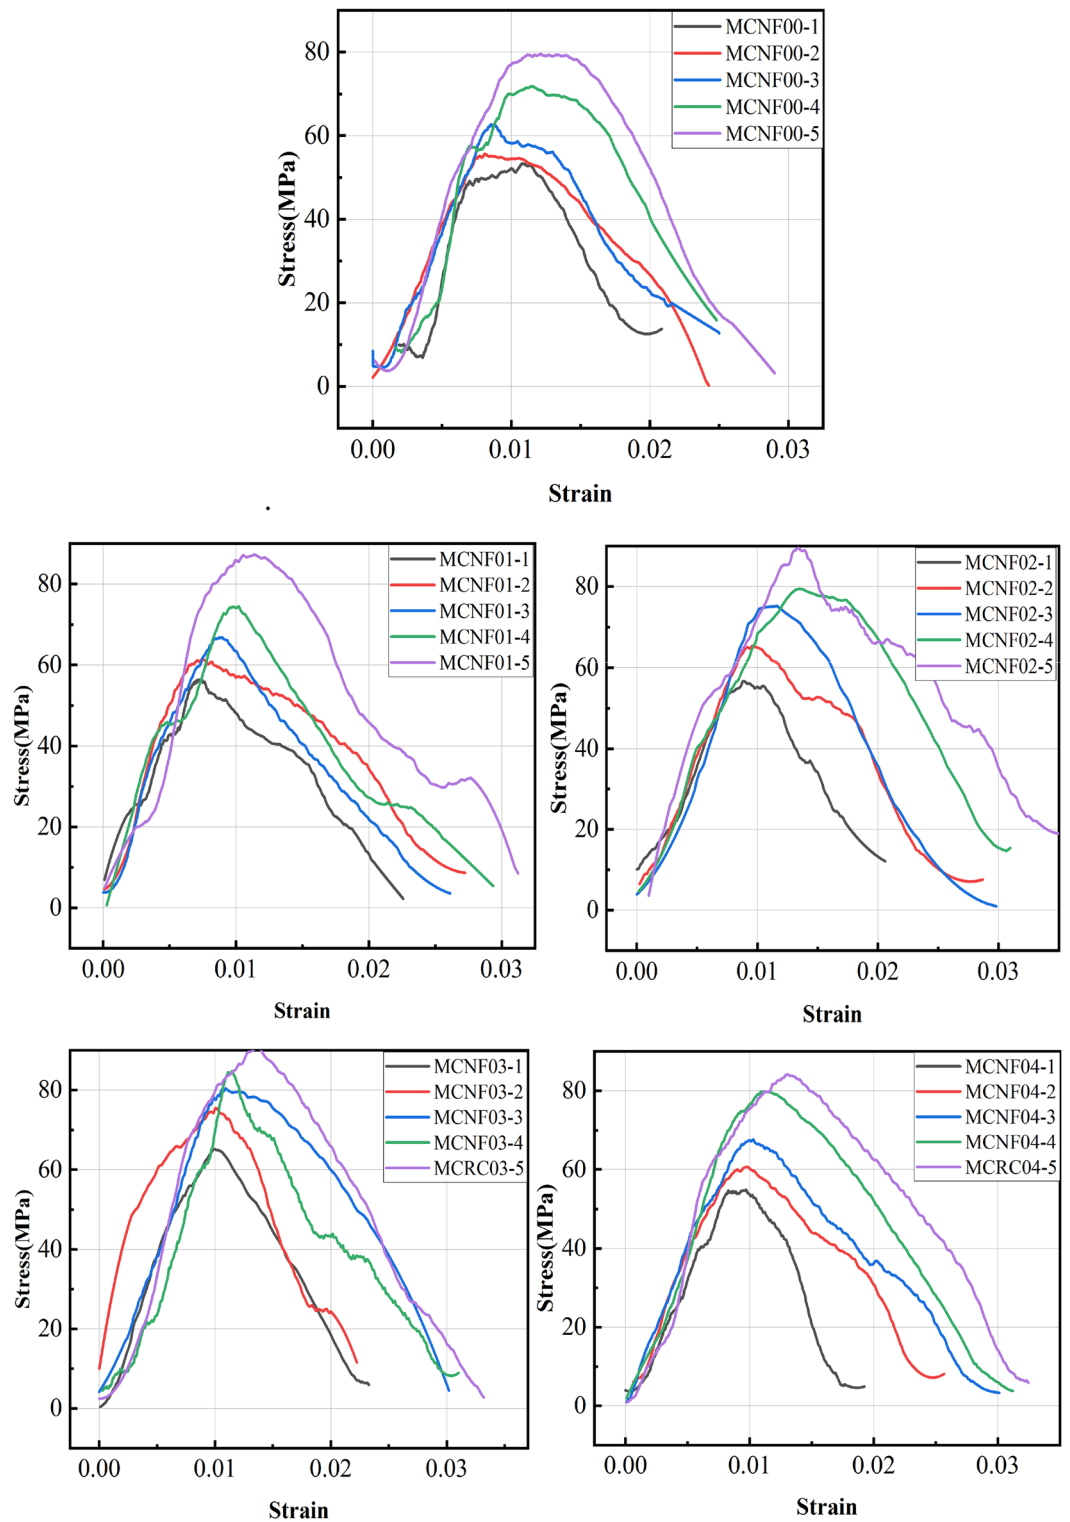 MCNF00-1
MCNF00-2
MCNF00-3
MCNF00-4
MCNF00-5
80
60
40
20
0
Stress(MPa)
0.00 0.01 0.02 0.03
Strain
MCNF01-1
MCNF01-2
MCNF01-3
MCNF01-4
MCNF01-5
80
60
40
20
0
Stress(MPa)
0.00 0.01 0.02 0.03
Strain
MCNF02-1
MCNF02-2
MCNF02-3
MCNF02-4
MCNF02-5
80
60
40
20
0
Stress(MPa)
0.00 0.01 0.02 0.03
Strain
MCNF03-1
MCNF03-2
MCNF03-3
MCNF03-4
MCRC03-5
80
60
40
20
0
Stress(MPa)
0.00 0.01 0.02 0.03
Strain
MCNF04-1
MCNF04-2
MCNF04-3
MCNF04-4
MCRC04-5
80
60
40
20
0
Stress(MPa)
0.00 0.01 0.02 0.03
Strain